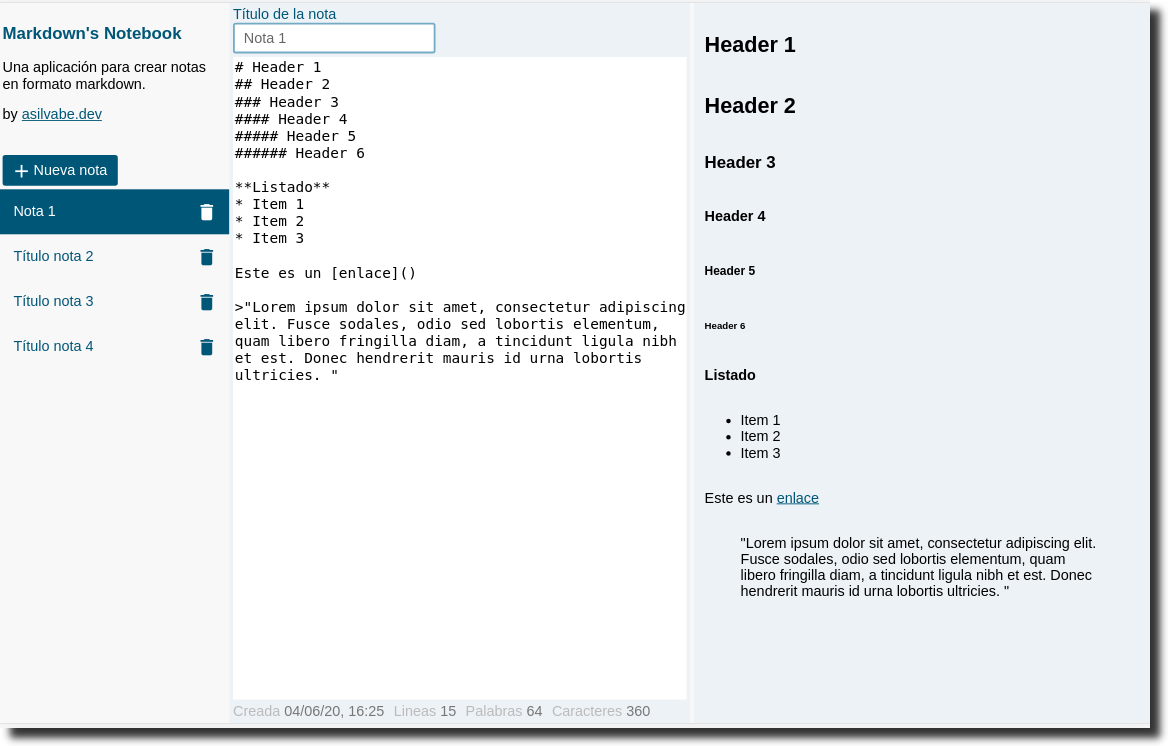 Markdown's Notebook
Una aplicación para crear notas
en formato markdown.
by asilvabe.dev
Nueva nota
Nota 1
Título nota 2
Título nota 3
Título nota 4
Título de la nota
Nota 1
# Header 1
## Header 2
### Header 3
#### Header 4
##### Header 5
###### Header 6
**Listado**
* Item 1
* Item 2
* Item 3
Este es un [enlace]()
>"Lorem ipsum dolor sit amet, consectetur adipiscing
elit. Fusce sodales, odio sed lobortis elementum,
quam libero fringilla diam, a tincidunt ligula nibh
et est. Donec hendrerit mauris id urna lobortis
ultricies. "
Creada 04/06/20, 16:25 Lineas 15 Palabras 64 Caracteres 360
Header 1
Header 2
Header 3
Header 4
Header 5
Header 6
Listado
• Item 1
• Item 2
• Item 3
Este es un enlace
"Lorem ipsum dolor sit amet, consectetur adipiscing elit.
Fusce sodales, odio sed lobortis elementum, quam
libero fringilla diam, a tincidunt ligula nibh et est. Donec
hendrerit mauris id urna lobortis ultricies. "